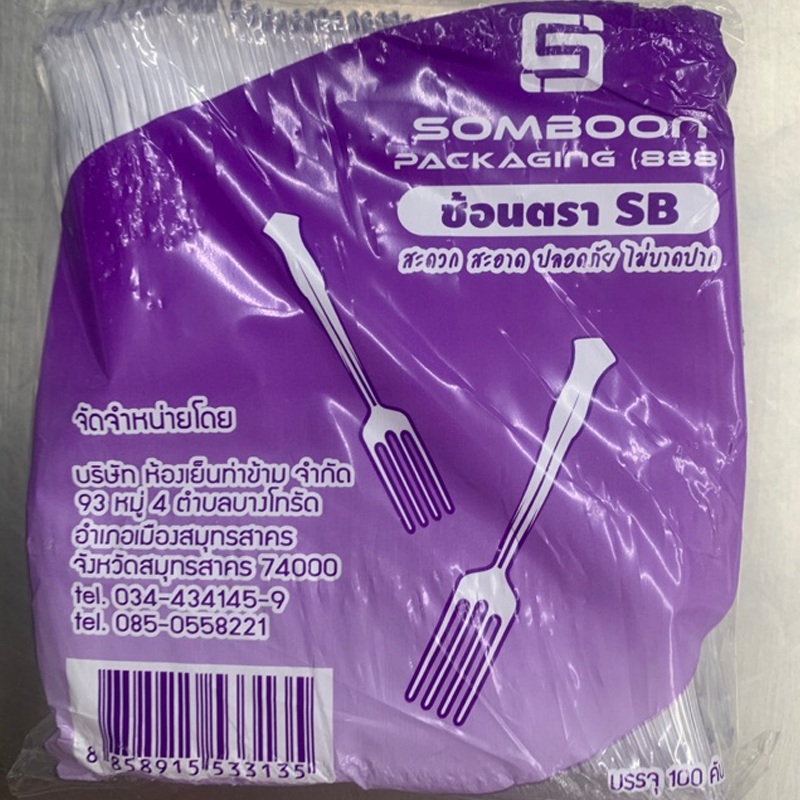 SOMBOON
PACKAGING (888)
ช้อนตรา SB
สะดวก สะอาด ปลอดภัย ไม่บาดปาก
จัดจำหน่ายโดย
บริษัท ห้องเย็นท่าข้าม จำกัด
93 หมู่ 4 ตำบลบางโทรัด
อำเภอเมืองสมุทรสาคร
จังหวัดสมุทรสาคร 74000
tel. 034-434145-9
tel. 085-0558221
8 858915 533135
บรรจุ 100 คัน